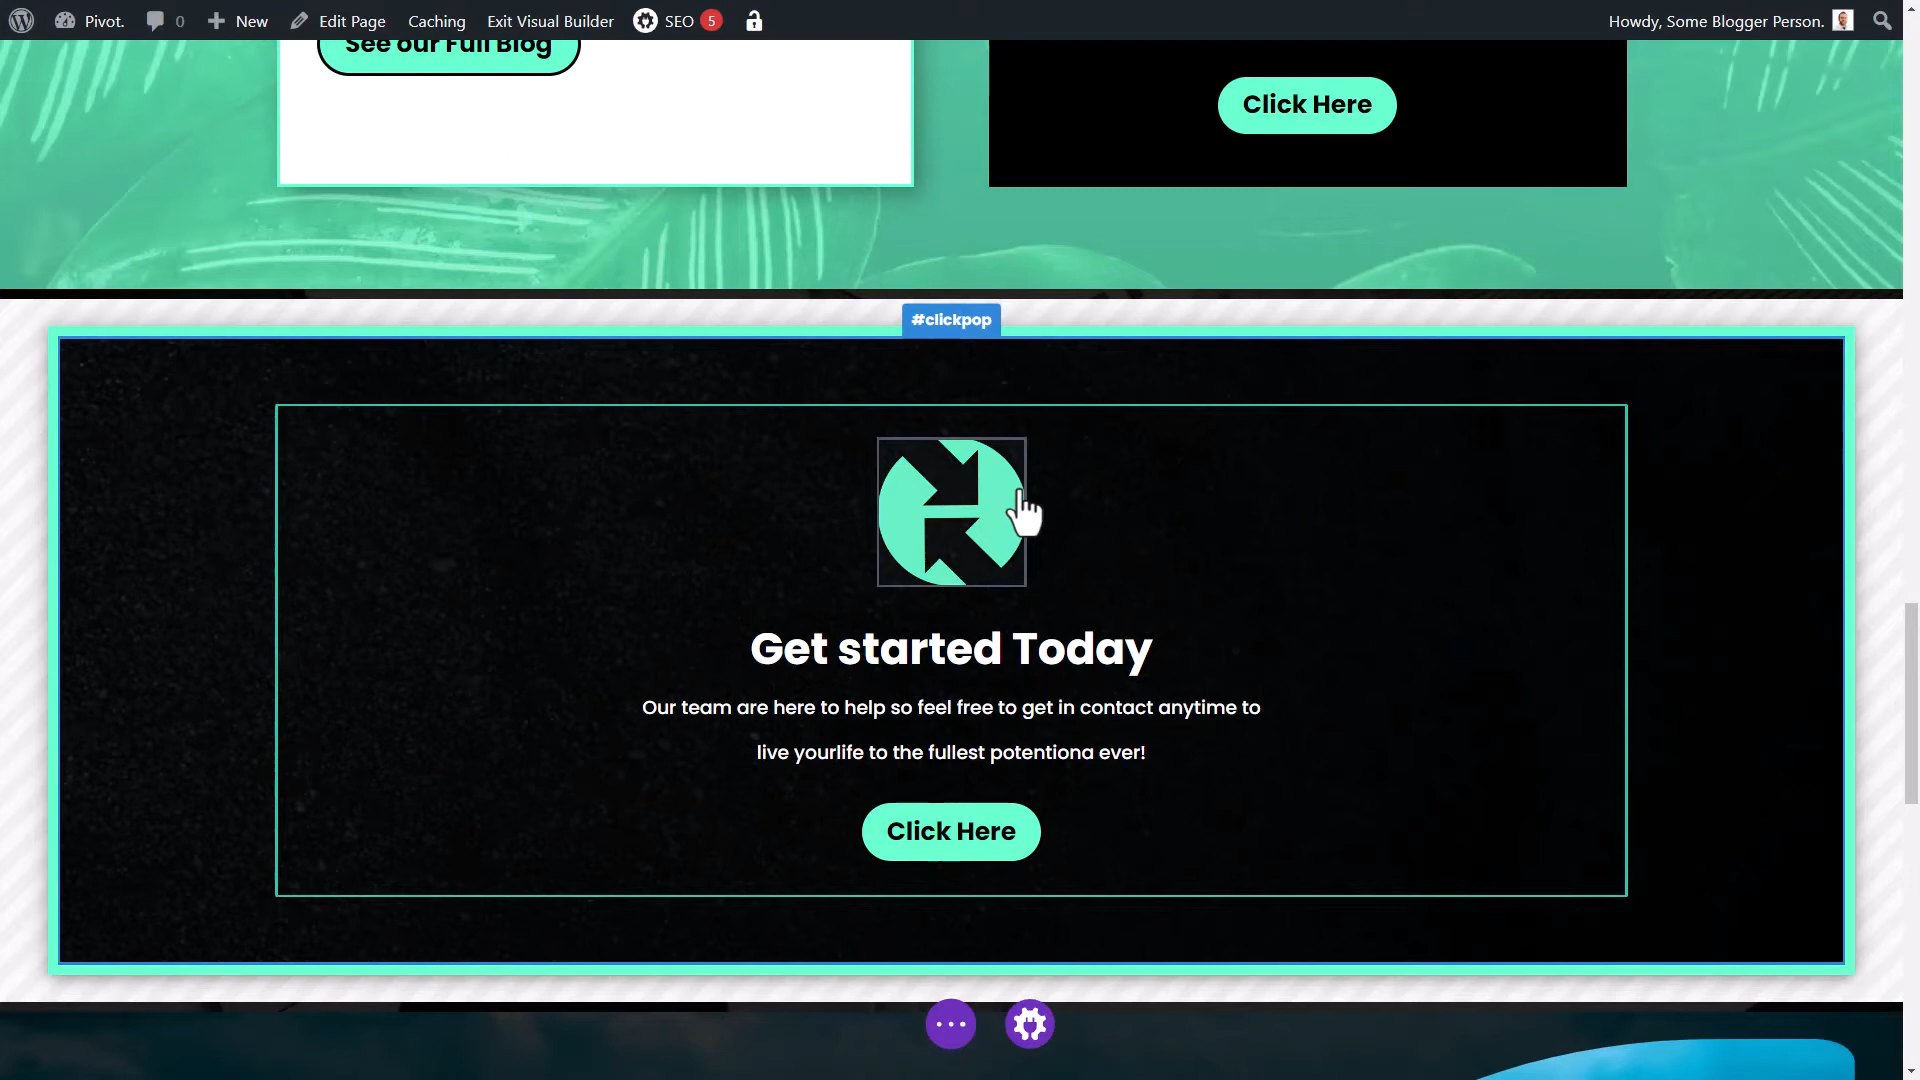 Pivot. 0 New Edit Page Caching Exit Visual Builder SEO 5 Howdy, Some Blogger Person.
See our Full Blog
Click Here
#clickpop
Get started Today
Our team are here to help so feel free to get in contact anytime to
live yourlife to the fullest potentiona ever!
Click Here